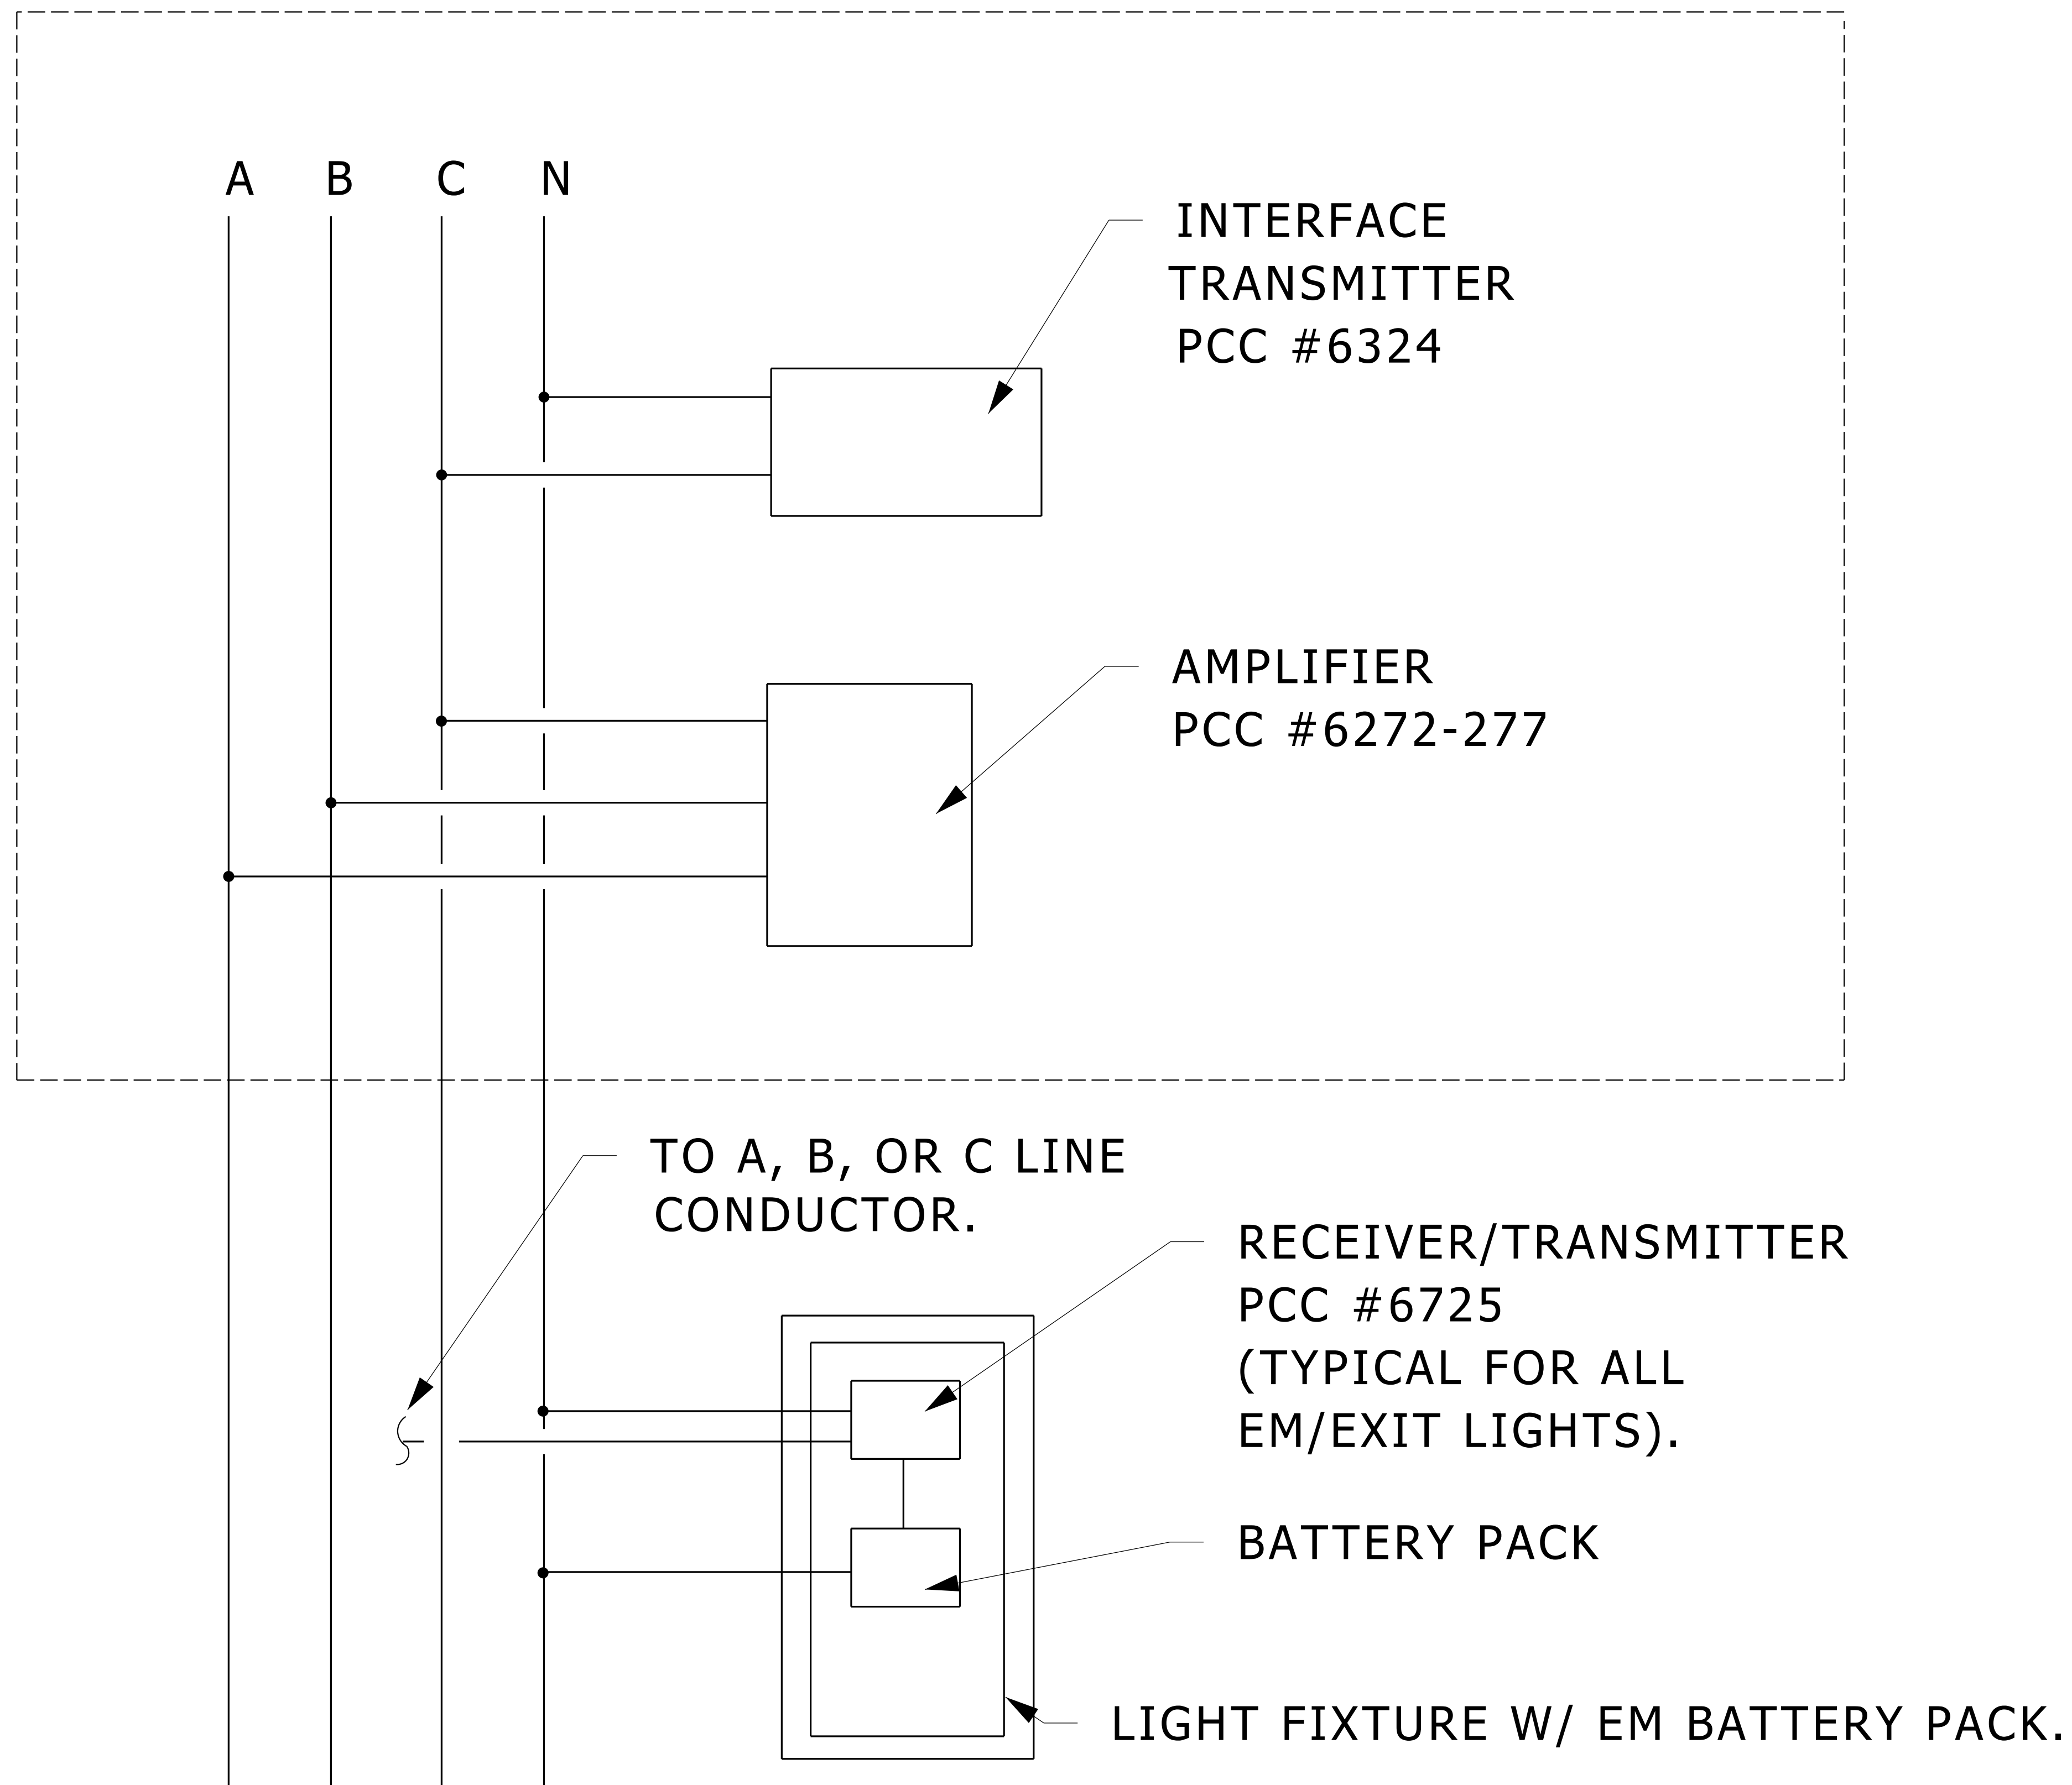 A B C N
INTERFACE
TRANSMITTER
PCC #6324
AMPLIFIER
PCC #6272-277
TO A, B, OR C LINE
CONDUCTOR.
RECEIVER/TRANSMITTER
PCC #6725
(TYPICAL FOR ALL
EM/EXIT LIGHTS).
BATTERY PACK
LIGHT FIXTURE W/ EM BATTERY PACK.